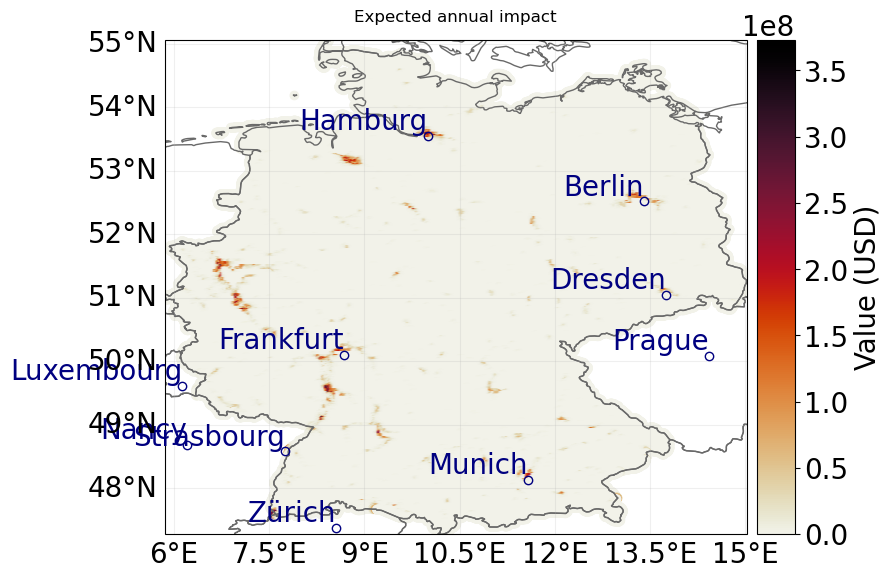 Expected annual impact
1e8
55°N
54°N
53°N
52°N
51°N
50°N
49°N
48°N
6°E 7.5°E 9°E 10.5°E 12°E 13.5°E 15°E
Hamburg
Berlin
Dresden
Frankfurt
Prague
Luxembourg
Nancy
Strasbourg
Munich
Zürich
3.5
3.0
2.5
2.0
1.5
1.0
0.5
0.0
Value (USD)